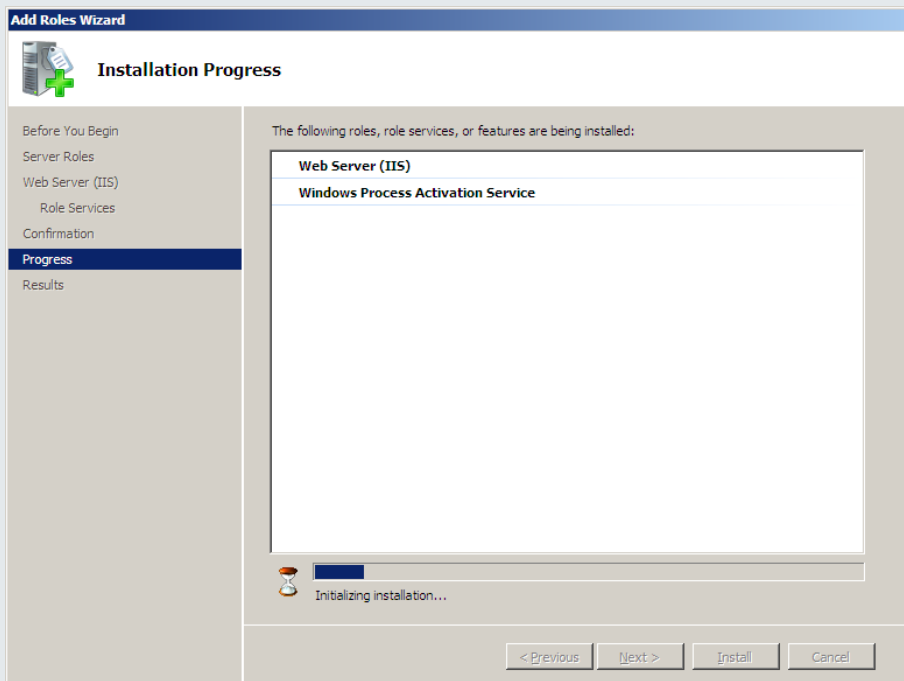 Add Roles Wizard
Installation Progress
Before You Begin
Server Roles
Web Server (IIS)
Role Services
Confirmation
Progress
Results
The following roles, role services, or features are being installed:
Web Server (IIS)
Windows Process Activation Service
Initializing installation...
< Previous Next > Install Cancel